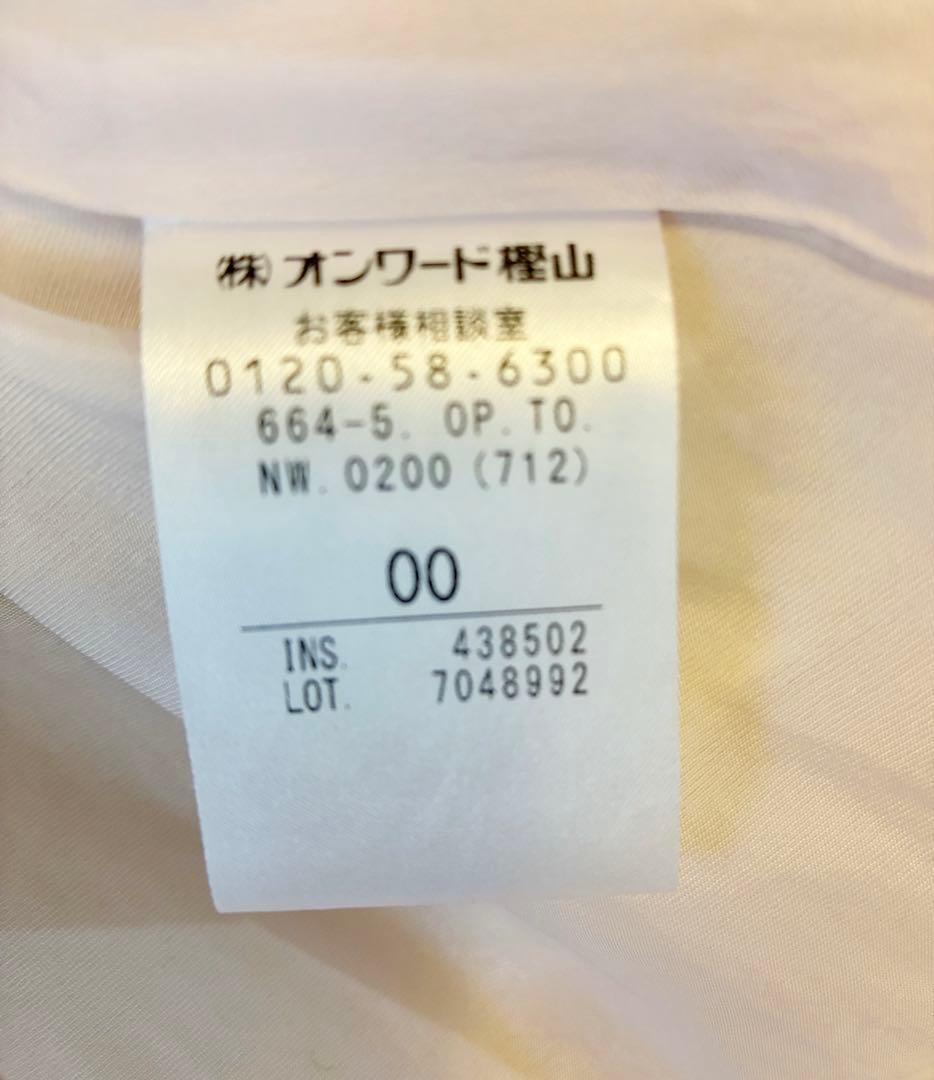 (株)オンワード樫山
お客様相談室
0120-58-6300
664-5. OP.TO.
NW.0200(712)
00
INS. 438502
LOT. 7048992